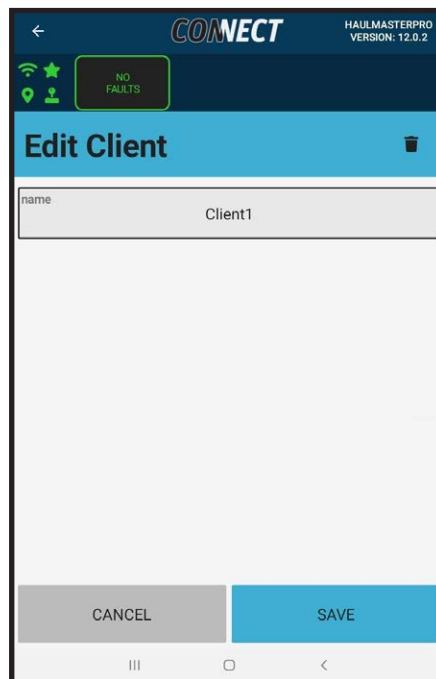 CONNECT
HAULMASTERPRO
VERSION: 12.0.2
NO
FAULTS
Edit Client
name
Client1
CANCEL
SAVE